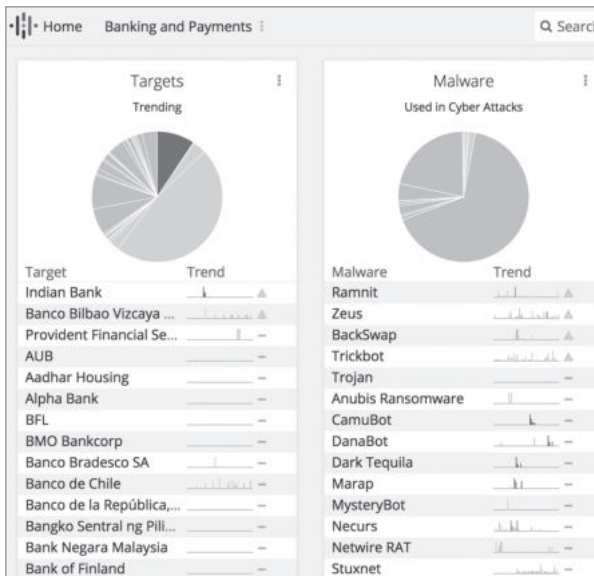 Home Banking and Payments
Search
Targets
Trending
Target Trend
Indian Bank
Banco Bilbao Vizcaya ...
Provident Financial Se...
AUB
Aadhar Housing
Alpha Bank
BFL
BMO Bankcorp
Banco Bradesco SA
Banco de Chile
Banco de la República,...
Bangko Sentral ng Pili...
Bank Negara Malaysia
Bank of Finland
Malware
Used in Cyber Attacks
Malware Trend
Ramnit
Zeus
BackSwap
Trickbot
Trojan
Anubis Ransomware
CamuBot
DanaBot
Dark Tequila
Marap
MysteryBot
Necurs
Netwire RAT
Stuxnet